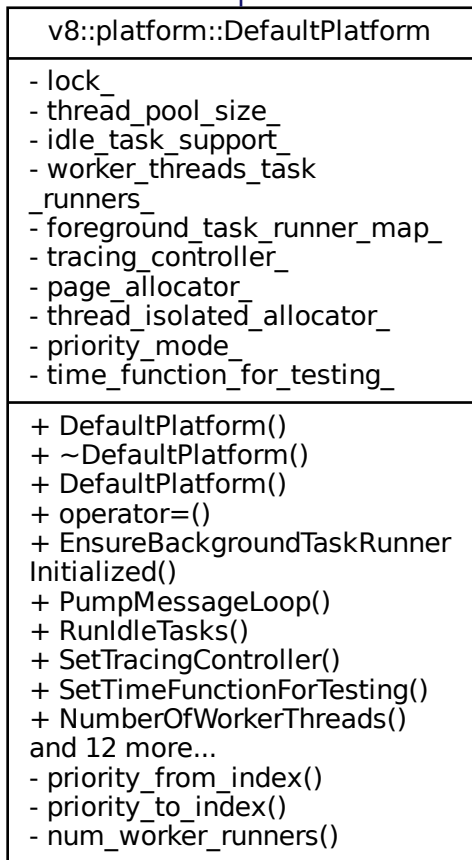 v8::platform::DefaultPlatform
- lock_
- thread_pool_size_
- idle_task_support_
- worker_threads_task
_runners_
- foreground_task_runner_map_
- tracing_controller_
- page_allocator_
- thread_isolated_allocator_
- priority_mode_
- time_function_for_testing_
+ DefaultPlatform()
+ ~DefaultPlatform()
+ DefaultPlatform()
+ operator=()
+ EnsureBackgroundTaskRunner
Initialized()
+ PumpMessageLoop()
+ RunIdleTasks()
+ SetTracingController()
+ SetTimeFunctionForTesting()
+ NumberOfWorkerThreads()
and 12 more...
- priority_from_index()
- priority_to_index()
- num_worker_runners()